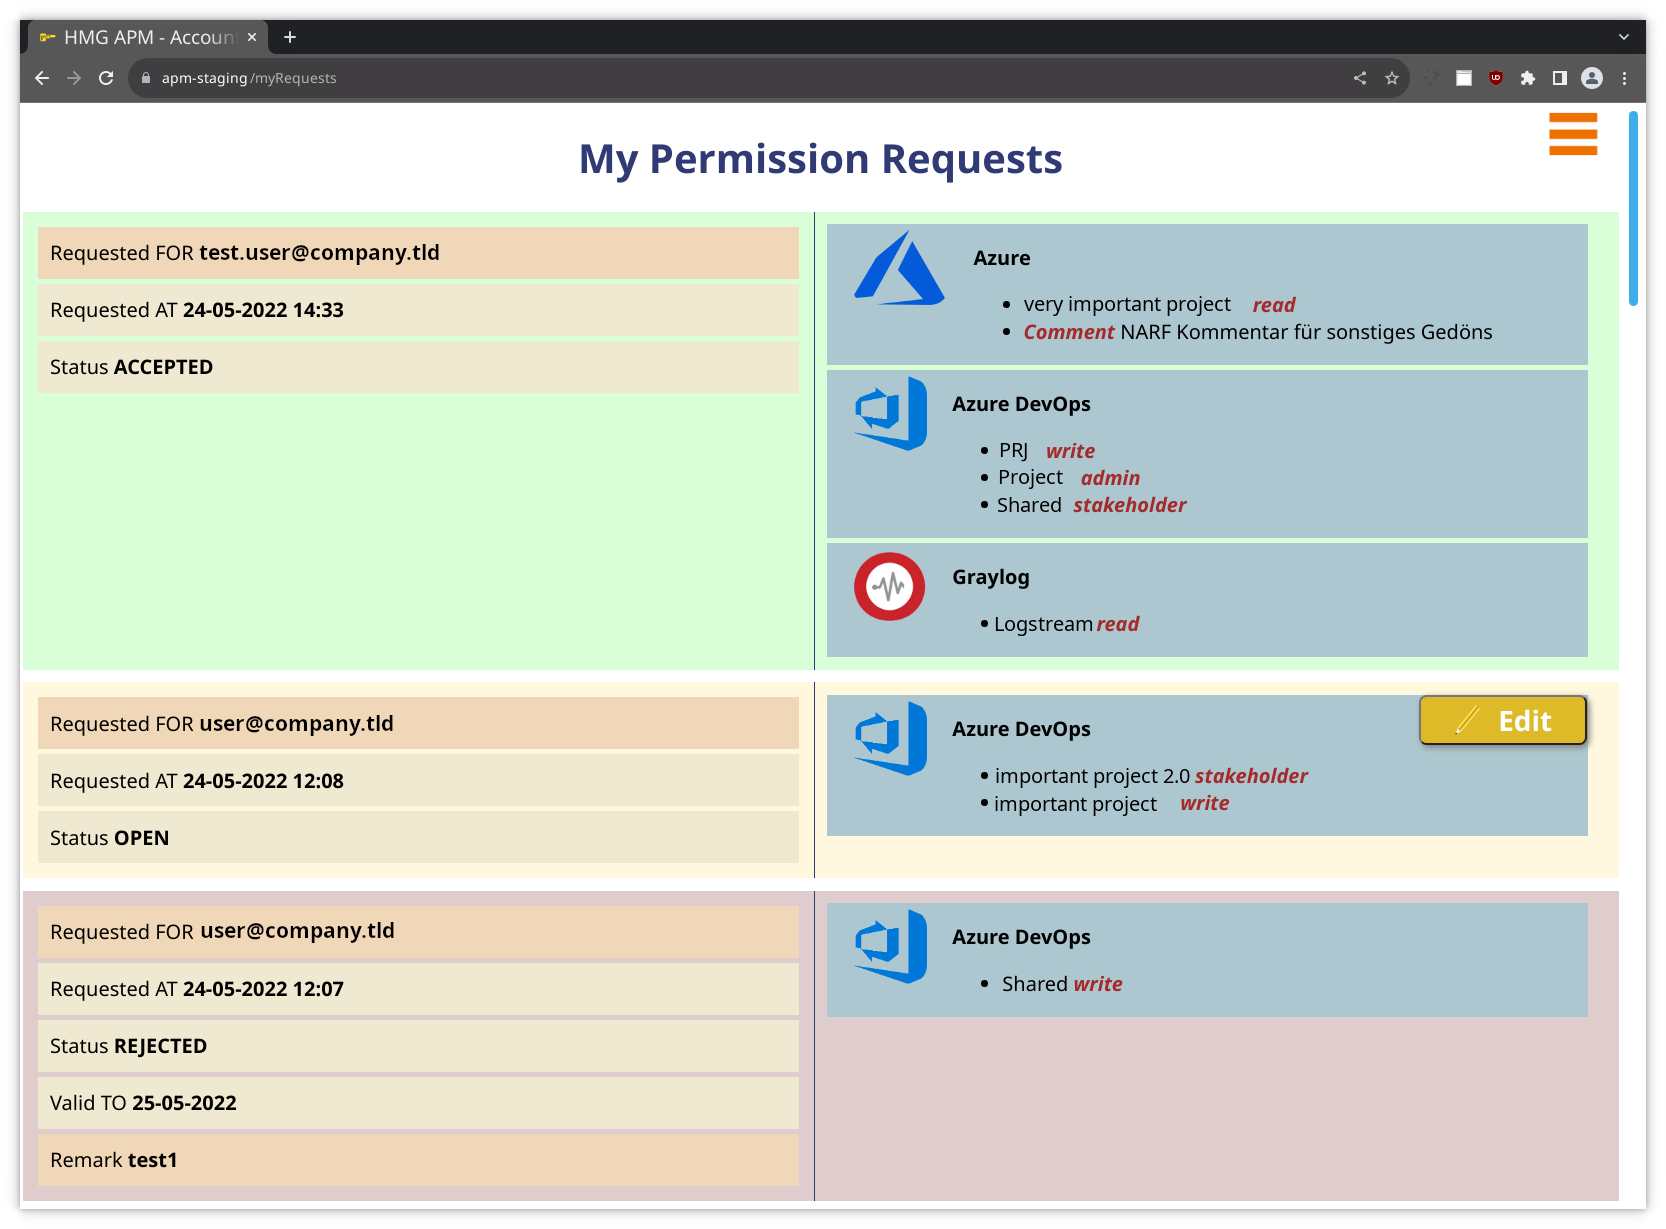 HMG APM - Accoun
apm-staging/myRequests
My Permission Requests
Requested FOR test.user@company.tld
Requested AT 24-05-2022 14:33
Status ACCEPTED
Azure
very important project read
Comment NARF Kommentar für sonstiges Gedöns
Azure DevOps
PRJ write
Project admin
Shared stakeholder
Graylog
Logstream read
Requested FOR user@company.tld
Requested AT 24-05-2022 12:08
Status OPEN
Azure DevOps
Edit
important project 2.0 stakeholder
important project write
Requested FOR user@company.tld
Requested AT 24-05-2022 12:07
Status REJECTED
Valid TO 25-05-2022
Remark test1
Azure DevOps
Shared write